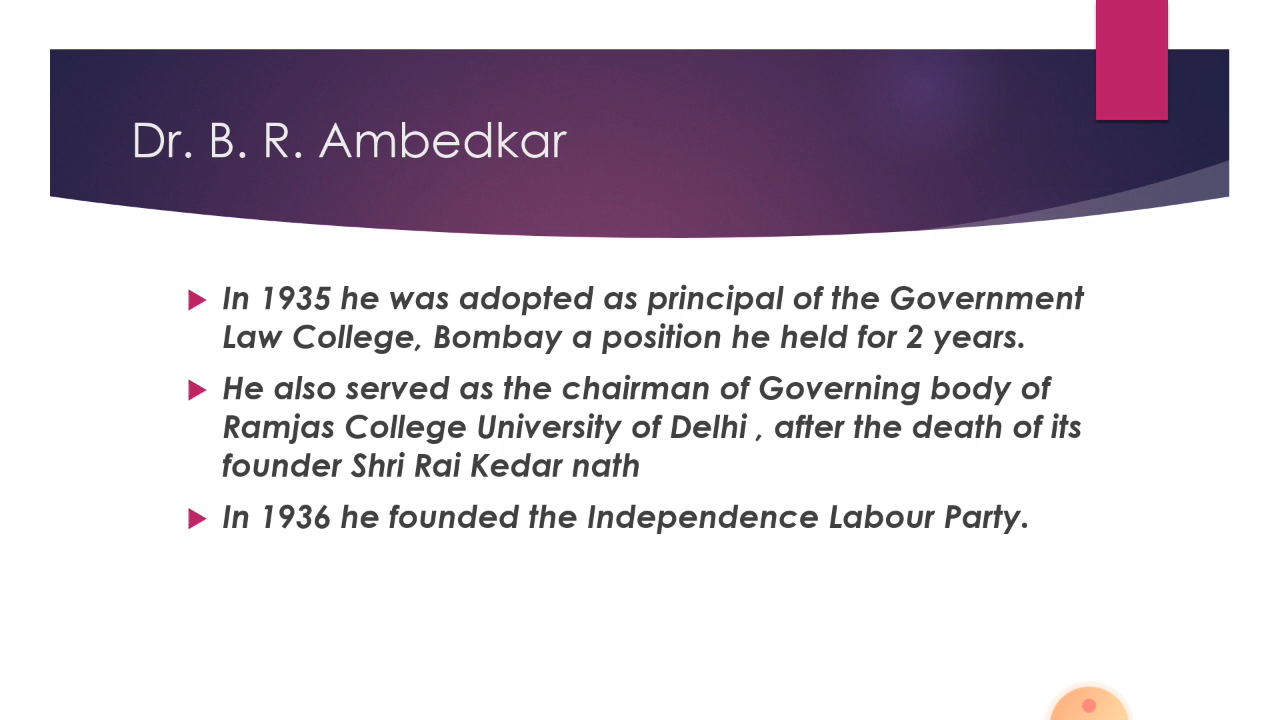 Dr. B. R. Ambedkar
In 1935 he was adopted as principal of the Government
Law College, Bombay a position he held for 2 years.
He also served as the chairman of Governing body of
Ramjas College University of Delhi , after the death of its
founder Shri Rai Kedar nath
In 1936 he founded the Independence Labour Party.